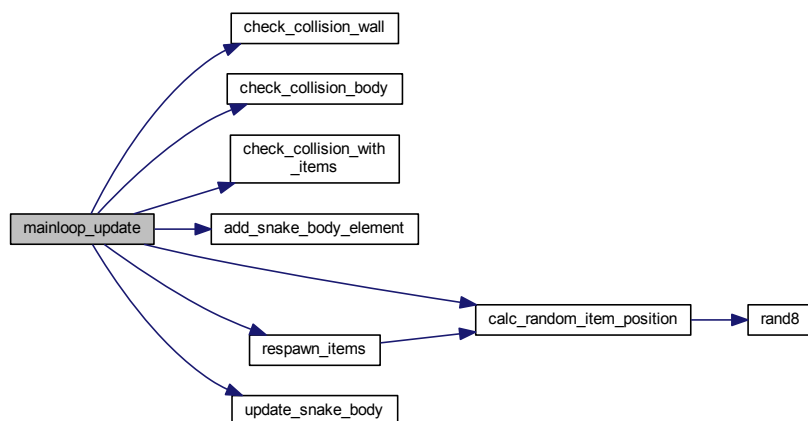 check_collision_wall
check_collision_body
check_collision_with
_items
mainloop_update
add_snake_body_element
calc_random_item_position
rand8
respawn_items
update_snake_body